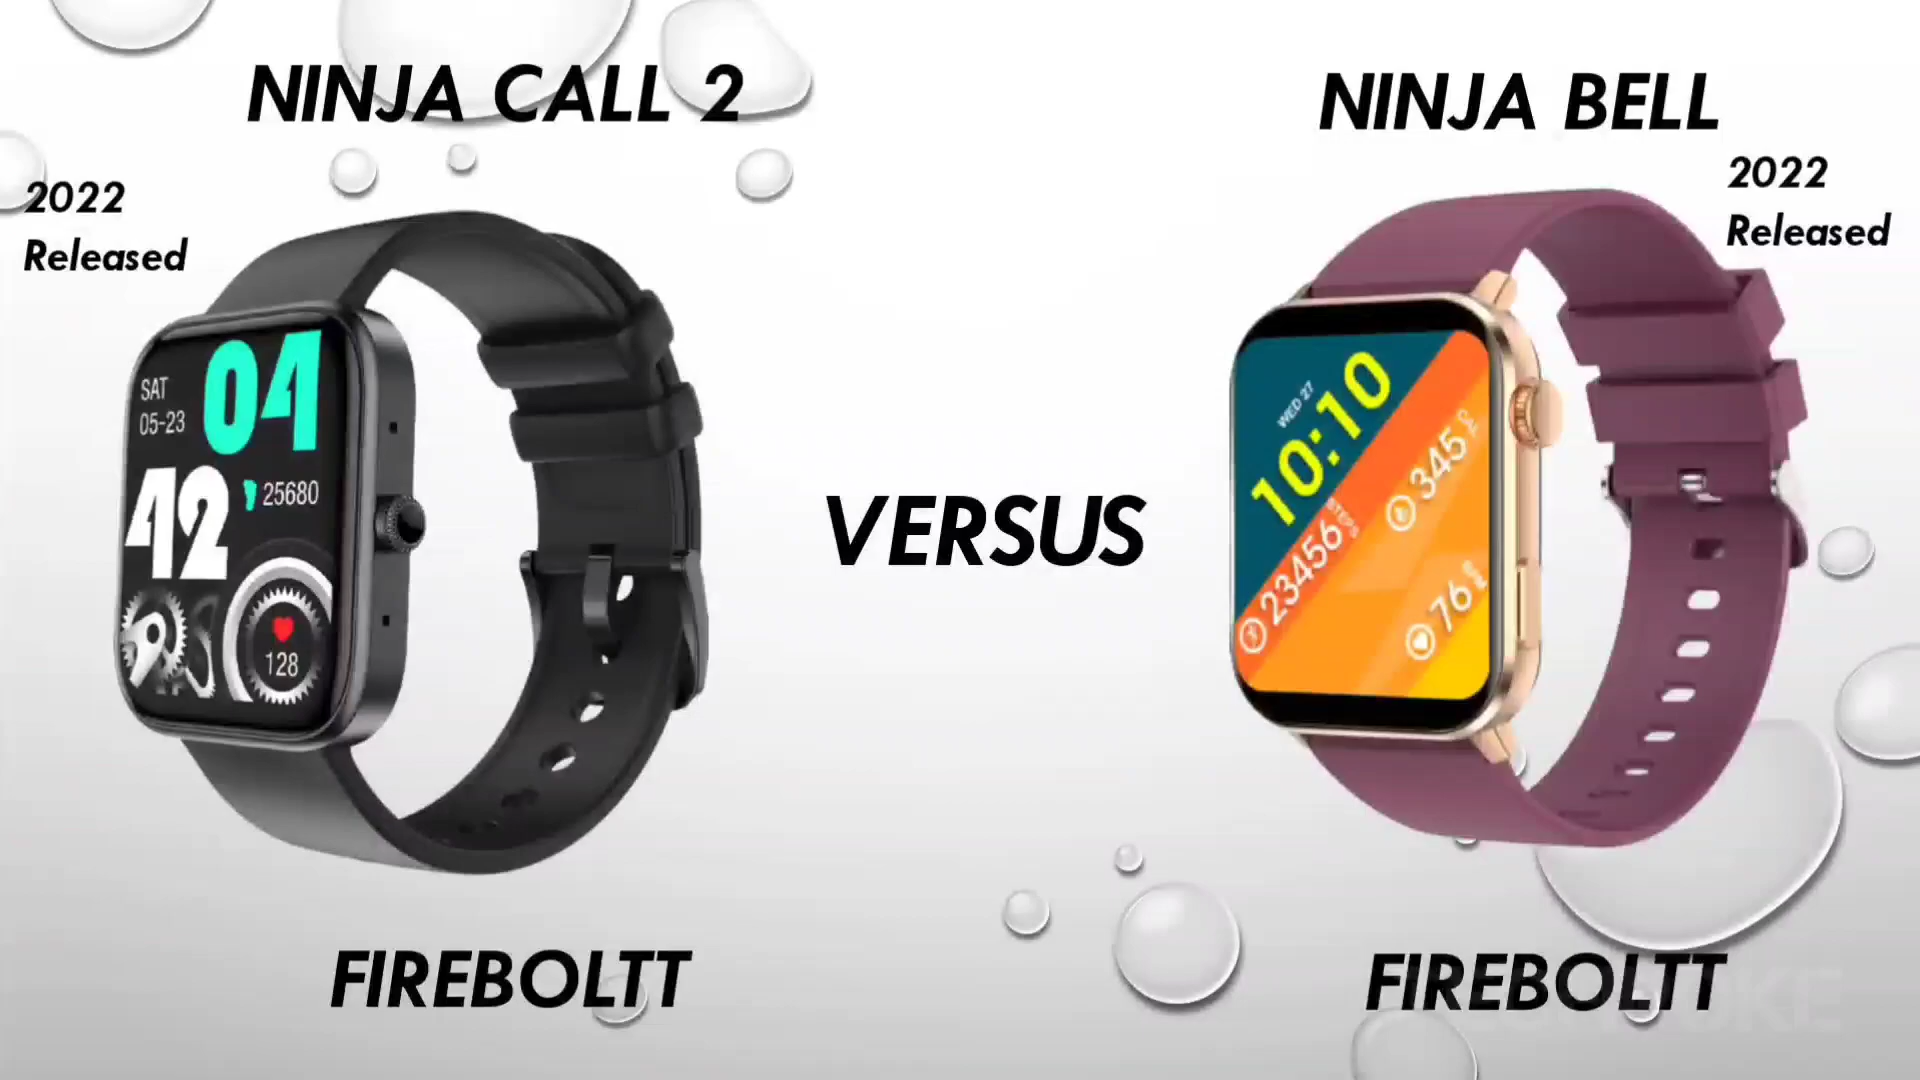 NINJA CALL 2
NINJA BELL
2022
Released
2022
Released
SAT
05-23
04
42
25680
128
VERSUS
WED 27
10:10
23456
STEPS
345
76
FIREBOLTT
FIREBOLTT